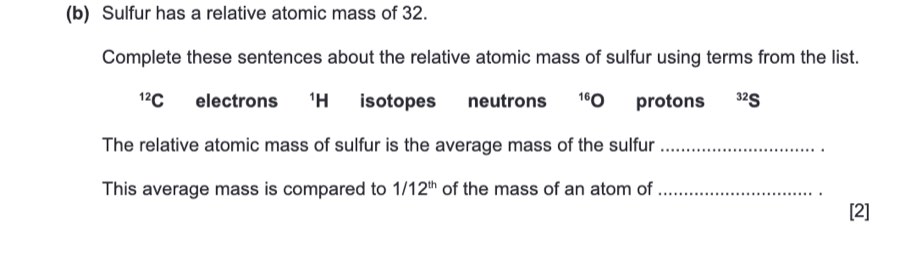 (b) Sulfur has a relative atomic mass of 32.
Complete these sentences about the relative atomic mass of sulfur using terms from the list.
¹²C electrons ¹H isotopes neutrons ¹⁶O protons ³²S
The relative atomic mass of sulfur is the average mass of the sulfur .............................. .
This average mass is compared to 1/12ᵗʰ of the mass of an atom of .............................. .
[2]